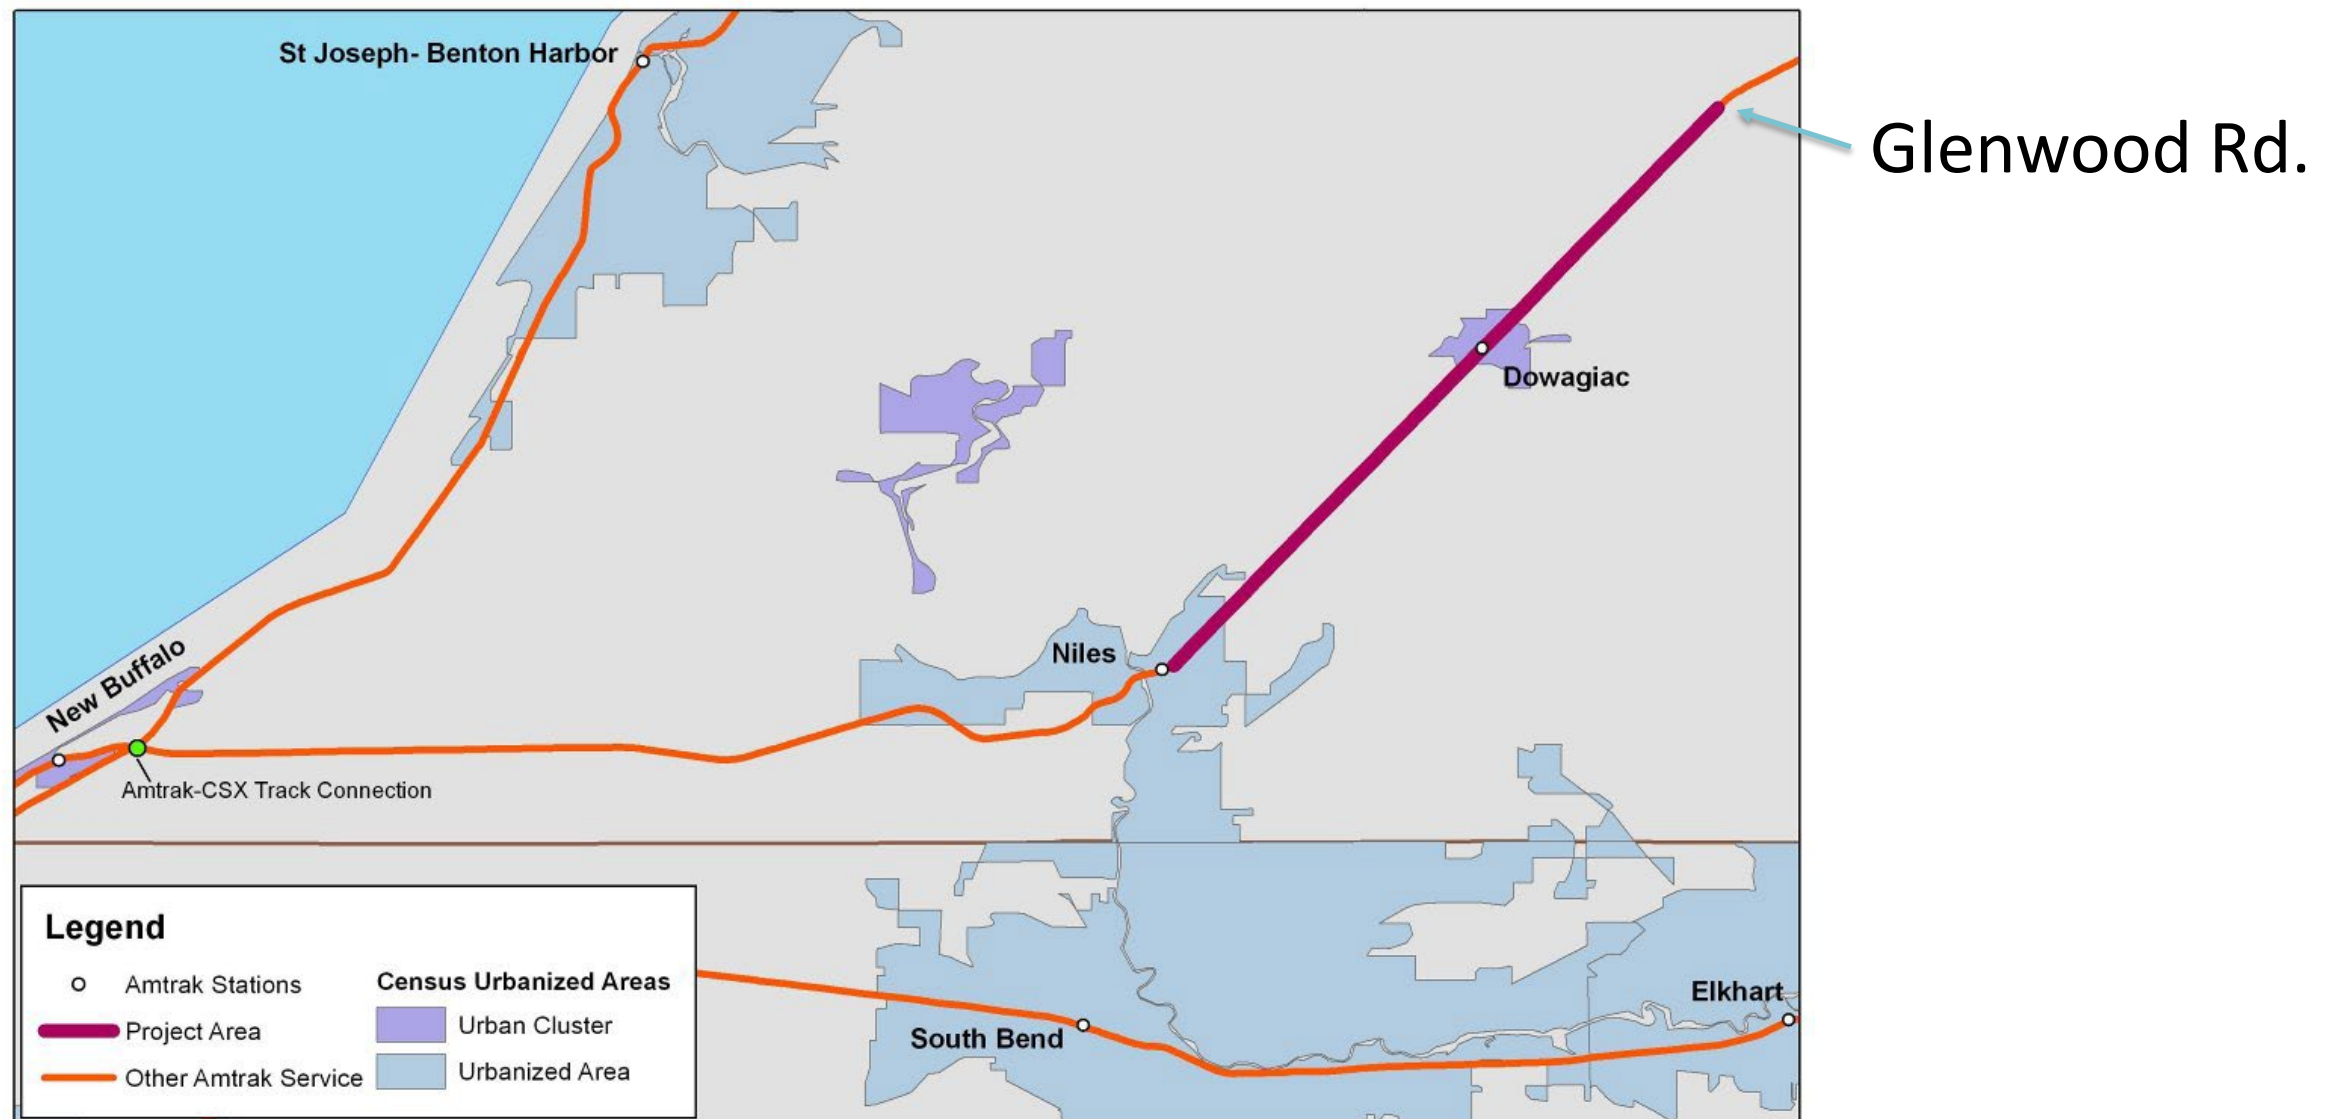 St Joseph- Benton Harbor
Glenwood Rd.
Dowagiac
Niles
New Buffalo
Amtrak-CSX Track Connection
Legend
Amtrak Stations
Project Area
Other Amtrak Service
Census Urbanized Areas
Urban Cluster
Urbanized Area
South Bend
Elkhart